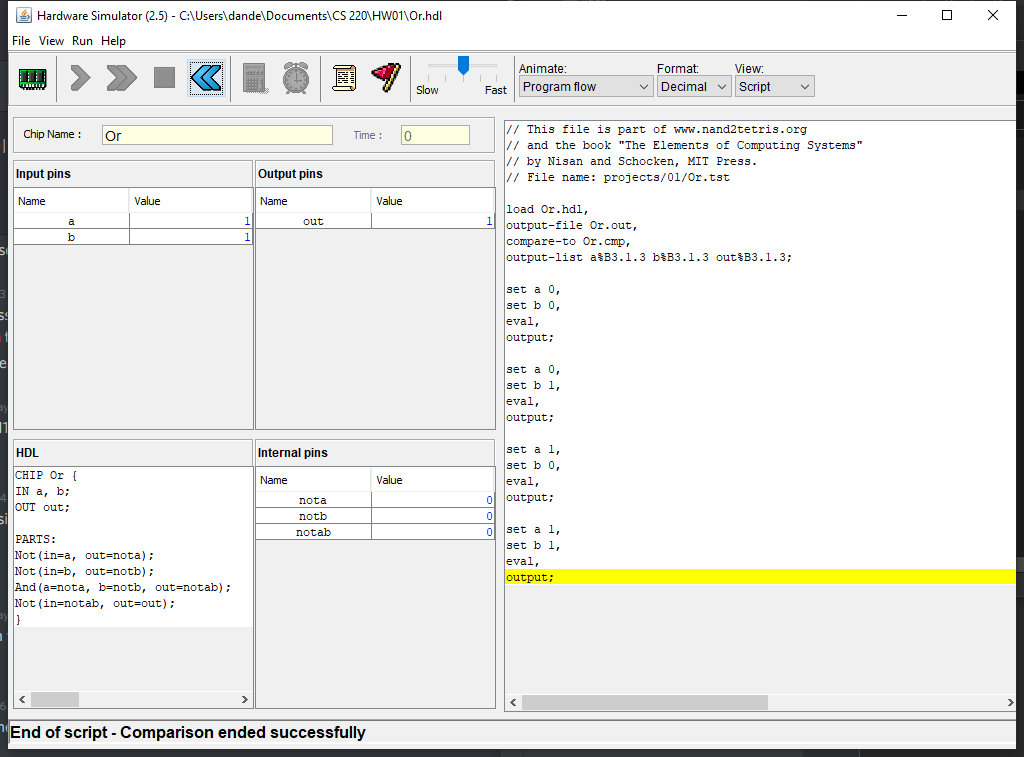 Hardware Simulator (2.5) - C:\Users\dande\Documents\CS 220\HW01\Or.hdl
File View Run Help
Slow Fast
Animate: Format: View:
Program flow Decimal Script
Chip Name : Or Time : 0
Input pins
Name Value
a 1
b 1
Output pins
Name Value
out 1
HDL
CHIP Or {
IN a, b;
OUT out;
PARTS:
Not(in=a, out=nota);
Not(in=b, out=notb);
And(a=nota, b=notb, out=notab);
Not(in=notab, out=out);
}
Internal pins
Name Value
nota 0
notb 0
notab 0
// This file is part of www.nand2tetris.org
// and the book "The Elements of Computing Systems"
// by Nisan and Schocken, MIT Press.
// File name: projects/01/Or.tst
load Or.hdl,
output-file Or.out,
compare-to Or.cmp,
output-list a%B3.1.3 b%B3.1.3 out%B3.1.3;
set a 0,
set b 0,
eval,
output;
set a 0,
set b 1,
eval,
output;
set a 1,
set b 0,
eval,
output;
set a 1,
set b 1,
eval,
output;
End of script - Comparison ended successfully